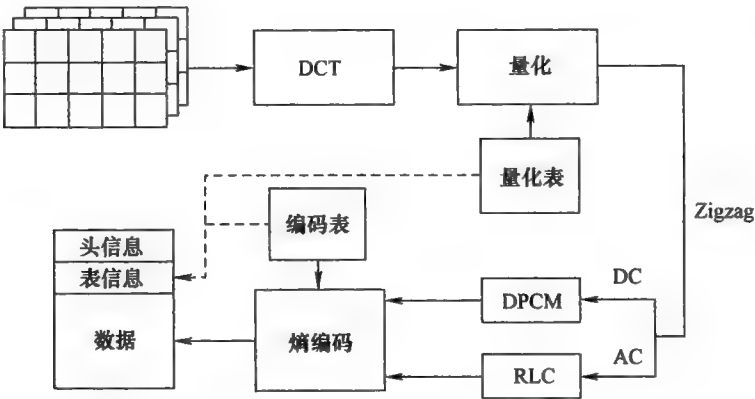 DCT
量化
量化表
Zigzag
编码表
头信息
表信息
数据
熵编码
DC
DPCM
AC
RLC